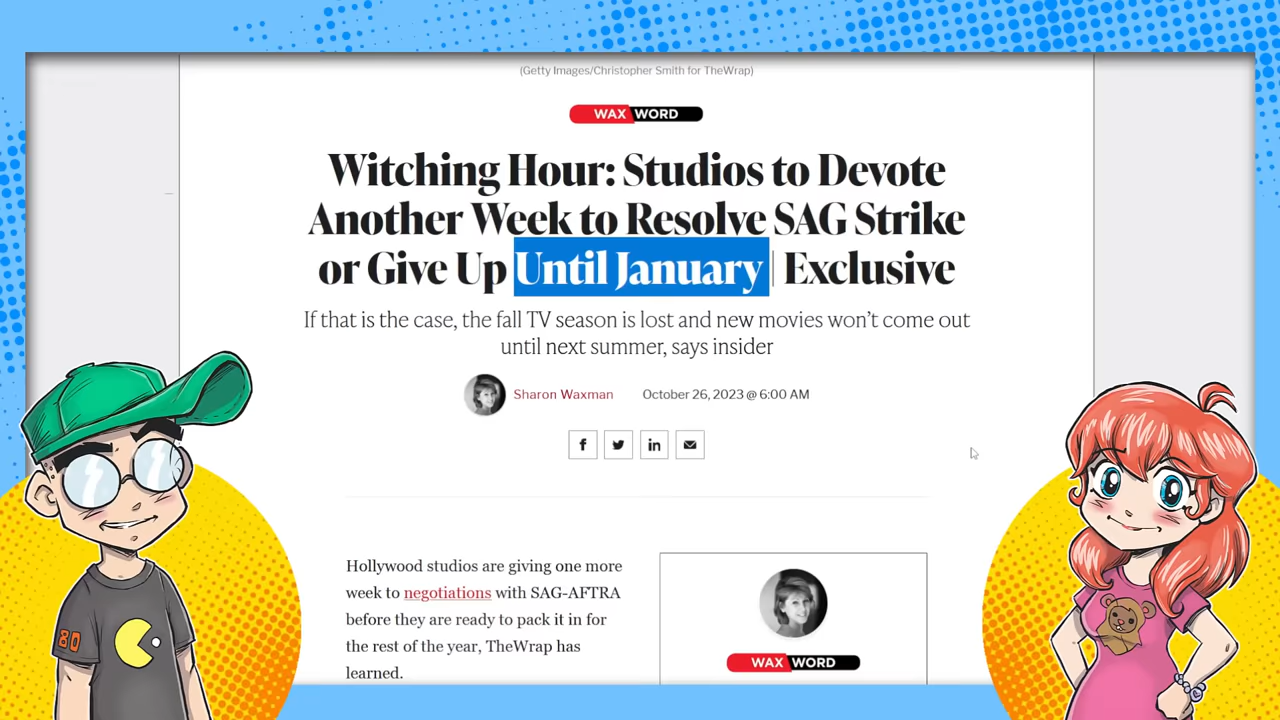 (Getty Images/Christopher Smith for TheWrap)
WAX WORD
Witching Hour: Studios to Devote
Another Week to Resolve SAG Strike
or Give Up Until January | Exclusive
If that is the case, the fall TV season is lost and new movies won’t come out
until next summer, says insider
Sharon Waxman October 26, 2023 @ 6:00 AM
Hollywood studios are giving one more
week to negotiations with SAG-AFTRA
before they are ready to pack it in for
the rest of the year, TheWrap has
learned.
WAX WORD
80